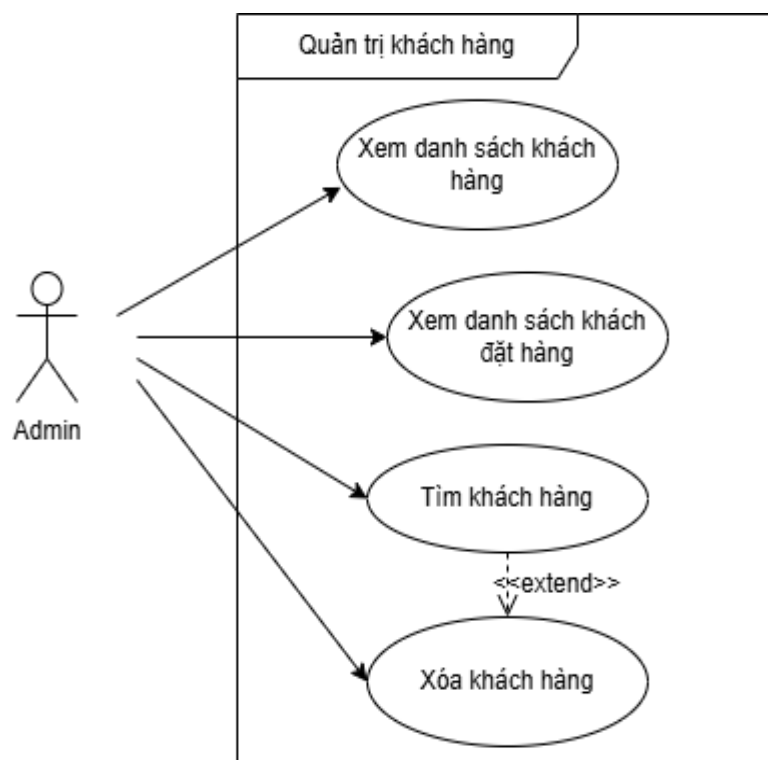 Quản trị khách hàng
Xem danh sách khách
hàng
Xem danh sách khách
đặt hàng
Admin
Tìm khách hàng
<<extend>>
Xóa khách hàng